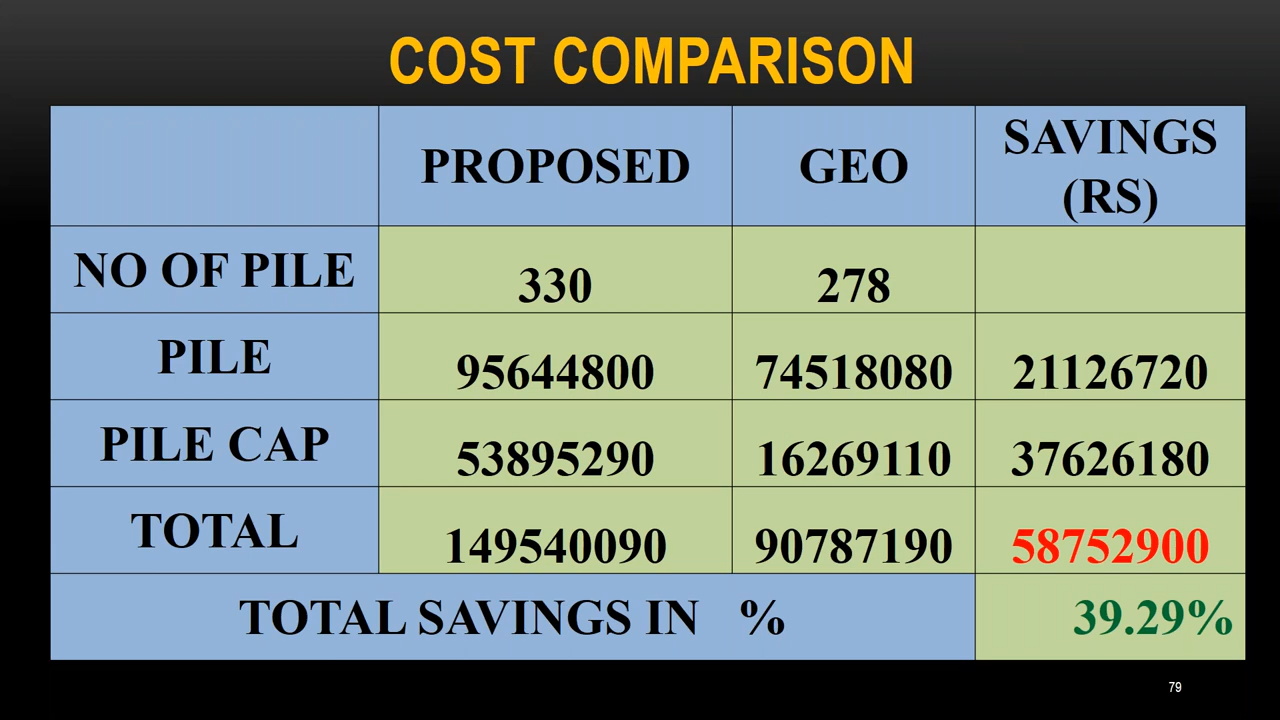 COST COMPARISON
PROPOSED GEO SAVINGS (RS)
NO OF PILE 330 278
PILE 95644800 74518080 21126720
PILE CAP 53895290 16269110 37626180
TOTAL 149540090 90787190 58752900
TOTAL SAVINGS IN % 39.29%
79